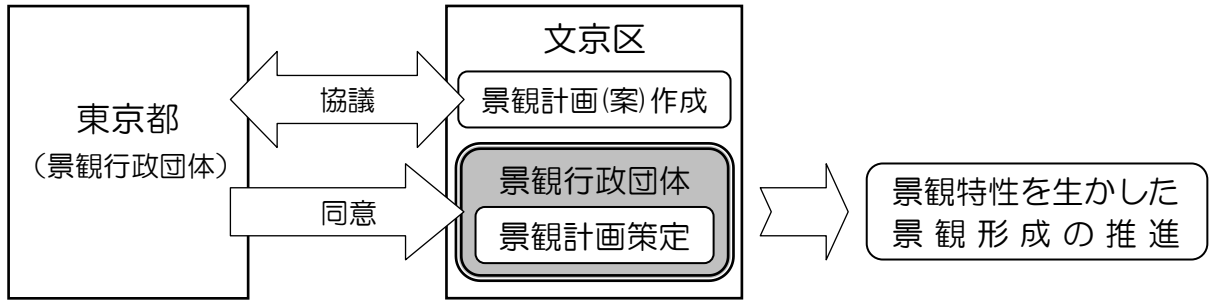 東京都
（景観行政団体）
協議
同意
文京区
景観計画(案)作成
景観行政団体
景観計画策定
景観特性を生かした
景観形成の推進